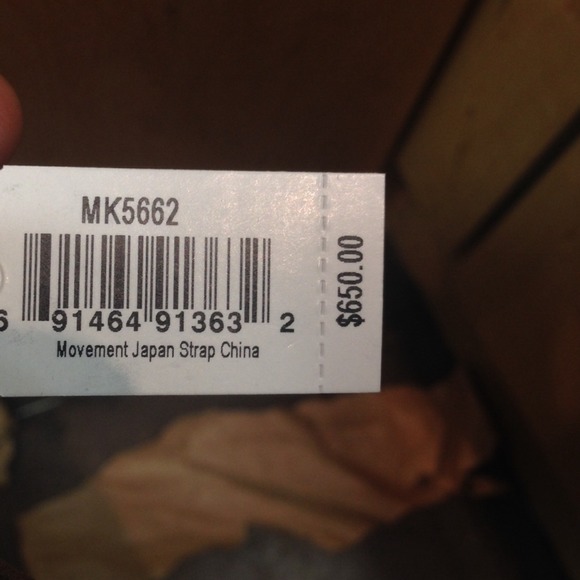 MK5662
6 91464 91363 2
Movement Japan Strap China
$650.00